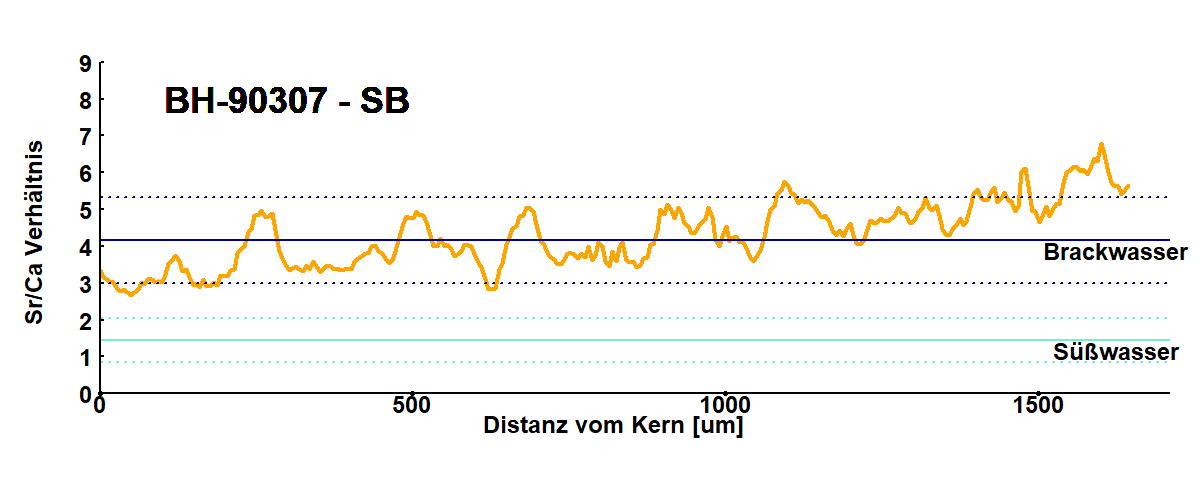 BH-90307 - SB
Sr/Ca Verhältnis
9
8
7
6
5
4
3
2
1
0
Brackwasser
Süßwasser
0 500 1000 1500
Distanz vom Kern [um]